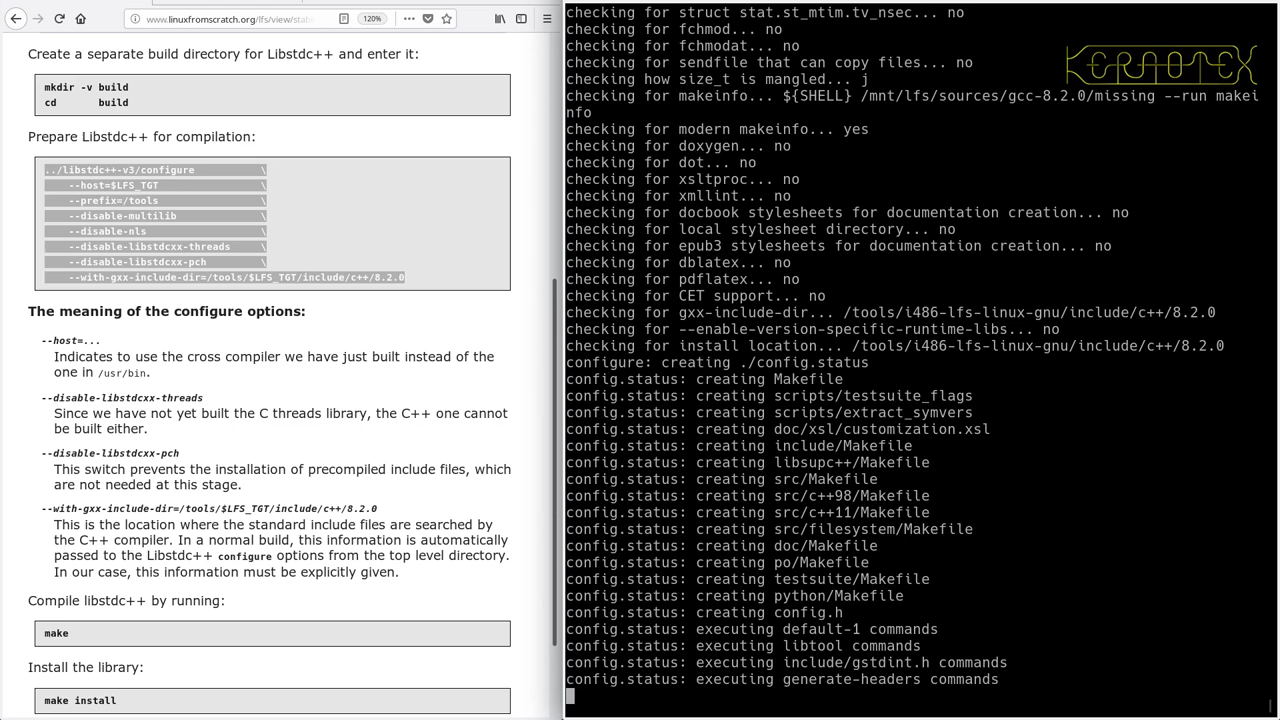 www.linuxfromscratch.org/lfs/view/stab
120%
Create a separate build directory for Libstdc++ and enter it:
mkdir -v build
cd       build
Prepare Libstdc++ for compilation:
../libstdc++-v3/configure           \
    --host=$LFS_TGT                 \
    --prefix=/tools                 \
    --disable-multilib              \
    --disable-nls                   \
    --disable-libstdcxx-threads     \
    --disable-libstdcxx-pch         \
    --with-gxx-include-dir=/tools/$LFS_TGT/include/c++/8.2.0
The meaning of the configure options:
--host=...
Indicates to use the cross compiler we have just built instead of the
one in /usr/bin.
--disable-libstdcxx-threads
Since we have not yet built the C threads library, the C++ one cannot
be built either.
--disable-libstdcxx-pch
This switch prevents the installation of precompiled include files, which
are not needed at this stage.
--with-gxx-include-dir=/tools/$LFS_TGT/include/c++/8.2.0
This is the location where the standard include files are searched by
the C++ compiler. In a normal build, this information is automatically
passed to the Libstdc++ configure options from the top level directory.
In our case, this information must be explicitly given.
Compile libstdc++ by running:
make
Install the library:
make install
checking for struct stat.st_mtim.tv_nsec... no
checking for fchmod... no
checking for fchmodat... no
checking for sendfile that can copy files... no
checking how size_t is mangled... j
checking for makeinfo... ${SHELL} /mnt/lfs/sources/gcc-8.2.0/missing --run makei
nfo
checking for modern makeinfo... yes
checking for doxygen... no
checking for dot... no
checking for xsltproc... no
checking for xmllint... no
checking for docbook stylesheets for documentation creation... no
checking for local stylesheet directory... no
checking for epub3 stylesheets for documentation creation... no
checking for dblatex... no
checking for pdflatex... no
checking for CET support... no
checking for gxx-include-dir... /tools/i486-lfs-linux-gnu/include/c++/8.2.0
checking for --enable-version-specific-runtime-libs... no
checking for install location... /tools/i486-lfs-linux-gnu/include/c++/8.2.0
configure: creating ./config.status
config.status: creating Makefile
config.status: creating scripts/testsuite_flags
config.status: creating scripts/extract_symvers
config.status: creating doc/xsl/customization.xsl
config.status: creating include/Makefile
config.status: creating libsupc++/Makefile
config.status: creating src/Makefile
config.status: creating src/c++98/Makefile
config.status: creating src/c++11/Makefile
config.status: creating src/filesystem/Makefile
config.status: creating doc/Makefile
config.status: creating po/Makefile
config.status: creating testsuite/Makefile
config.status: creating python/Makefile
config.status: creating config.h
config.status: executing default-1 commands
config.status: executing libtool commands
config.status: executing include/gstdint.h commands
config.status: executing generate-headers commands